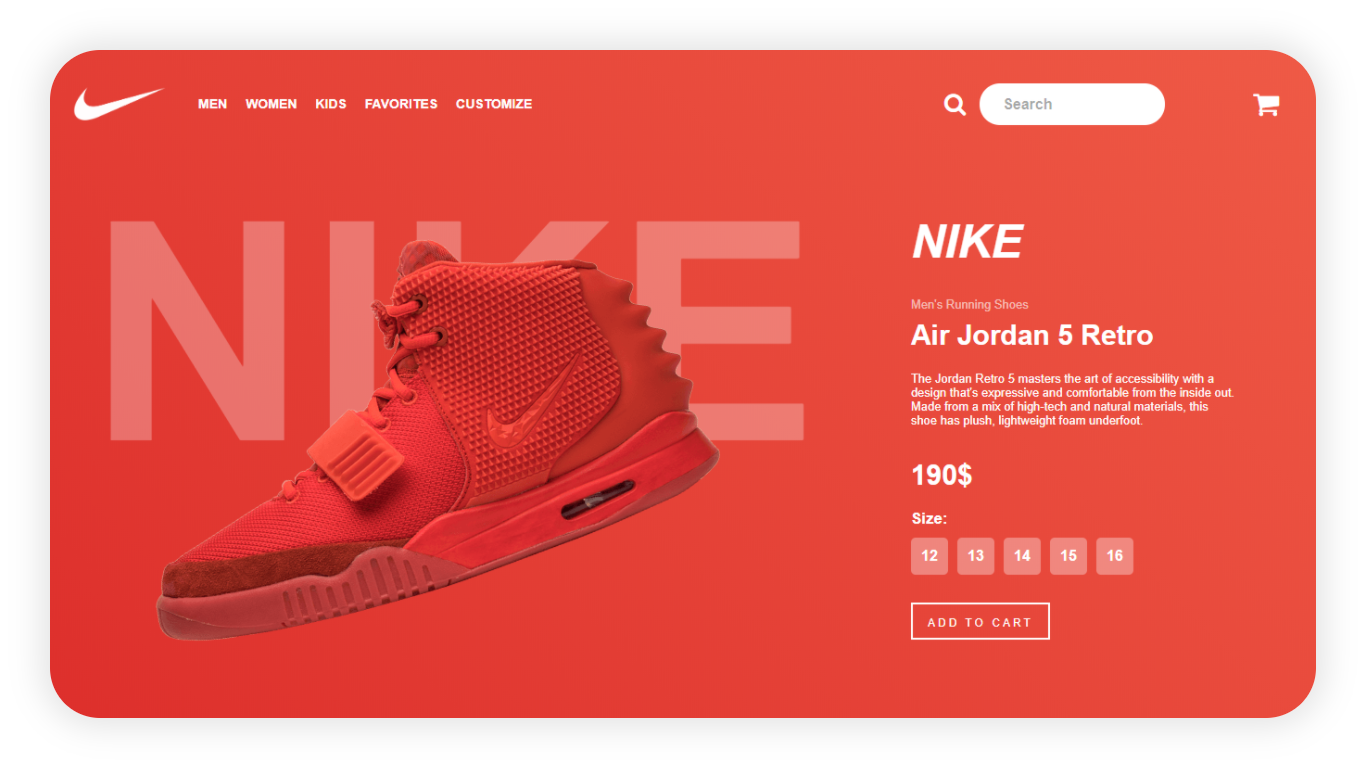 MEN WOMEN KIDS FAVORITES CUSTOMIZE
Search
NIKE
NIKE
Men's Running Shoes
Air Jordan 5 Retro
The Jordan Retro 5 masters the art of accessibility with a
design that's expressive and comfortable from the inside out.
Made from a mix of high-tech and natural materials, this
shoe has plush, lightweight foam underfoot.
190$
Size:
12 13 14 15 16
ADD TO CART